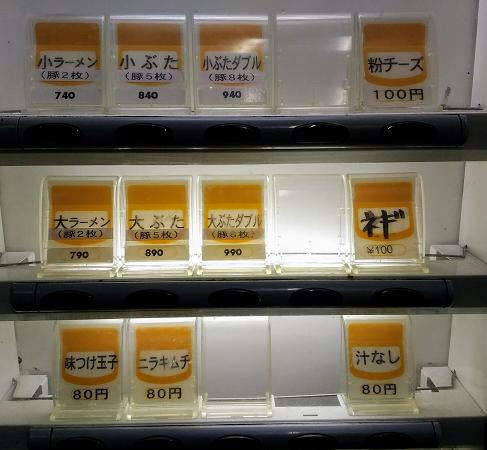 小ラーメン
(豚2枚)
740
小ぶた
(豚5枚)
840
小ぶたダブル
(豚8枚)
940
粉チーズ
100円
大ラーメン
(豚2枚)
790
大ぶた
(豚5枚)
890
大ぶたダブル
(豚8枚)
990
ネギ
¥100
味つけ玉子
80円
ニラキムチ
80円
汁なし
80円